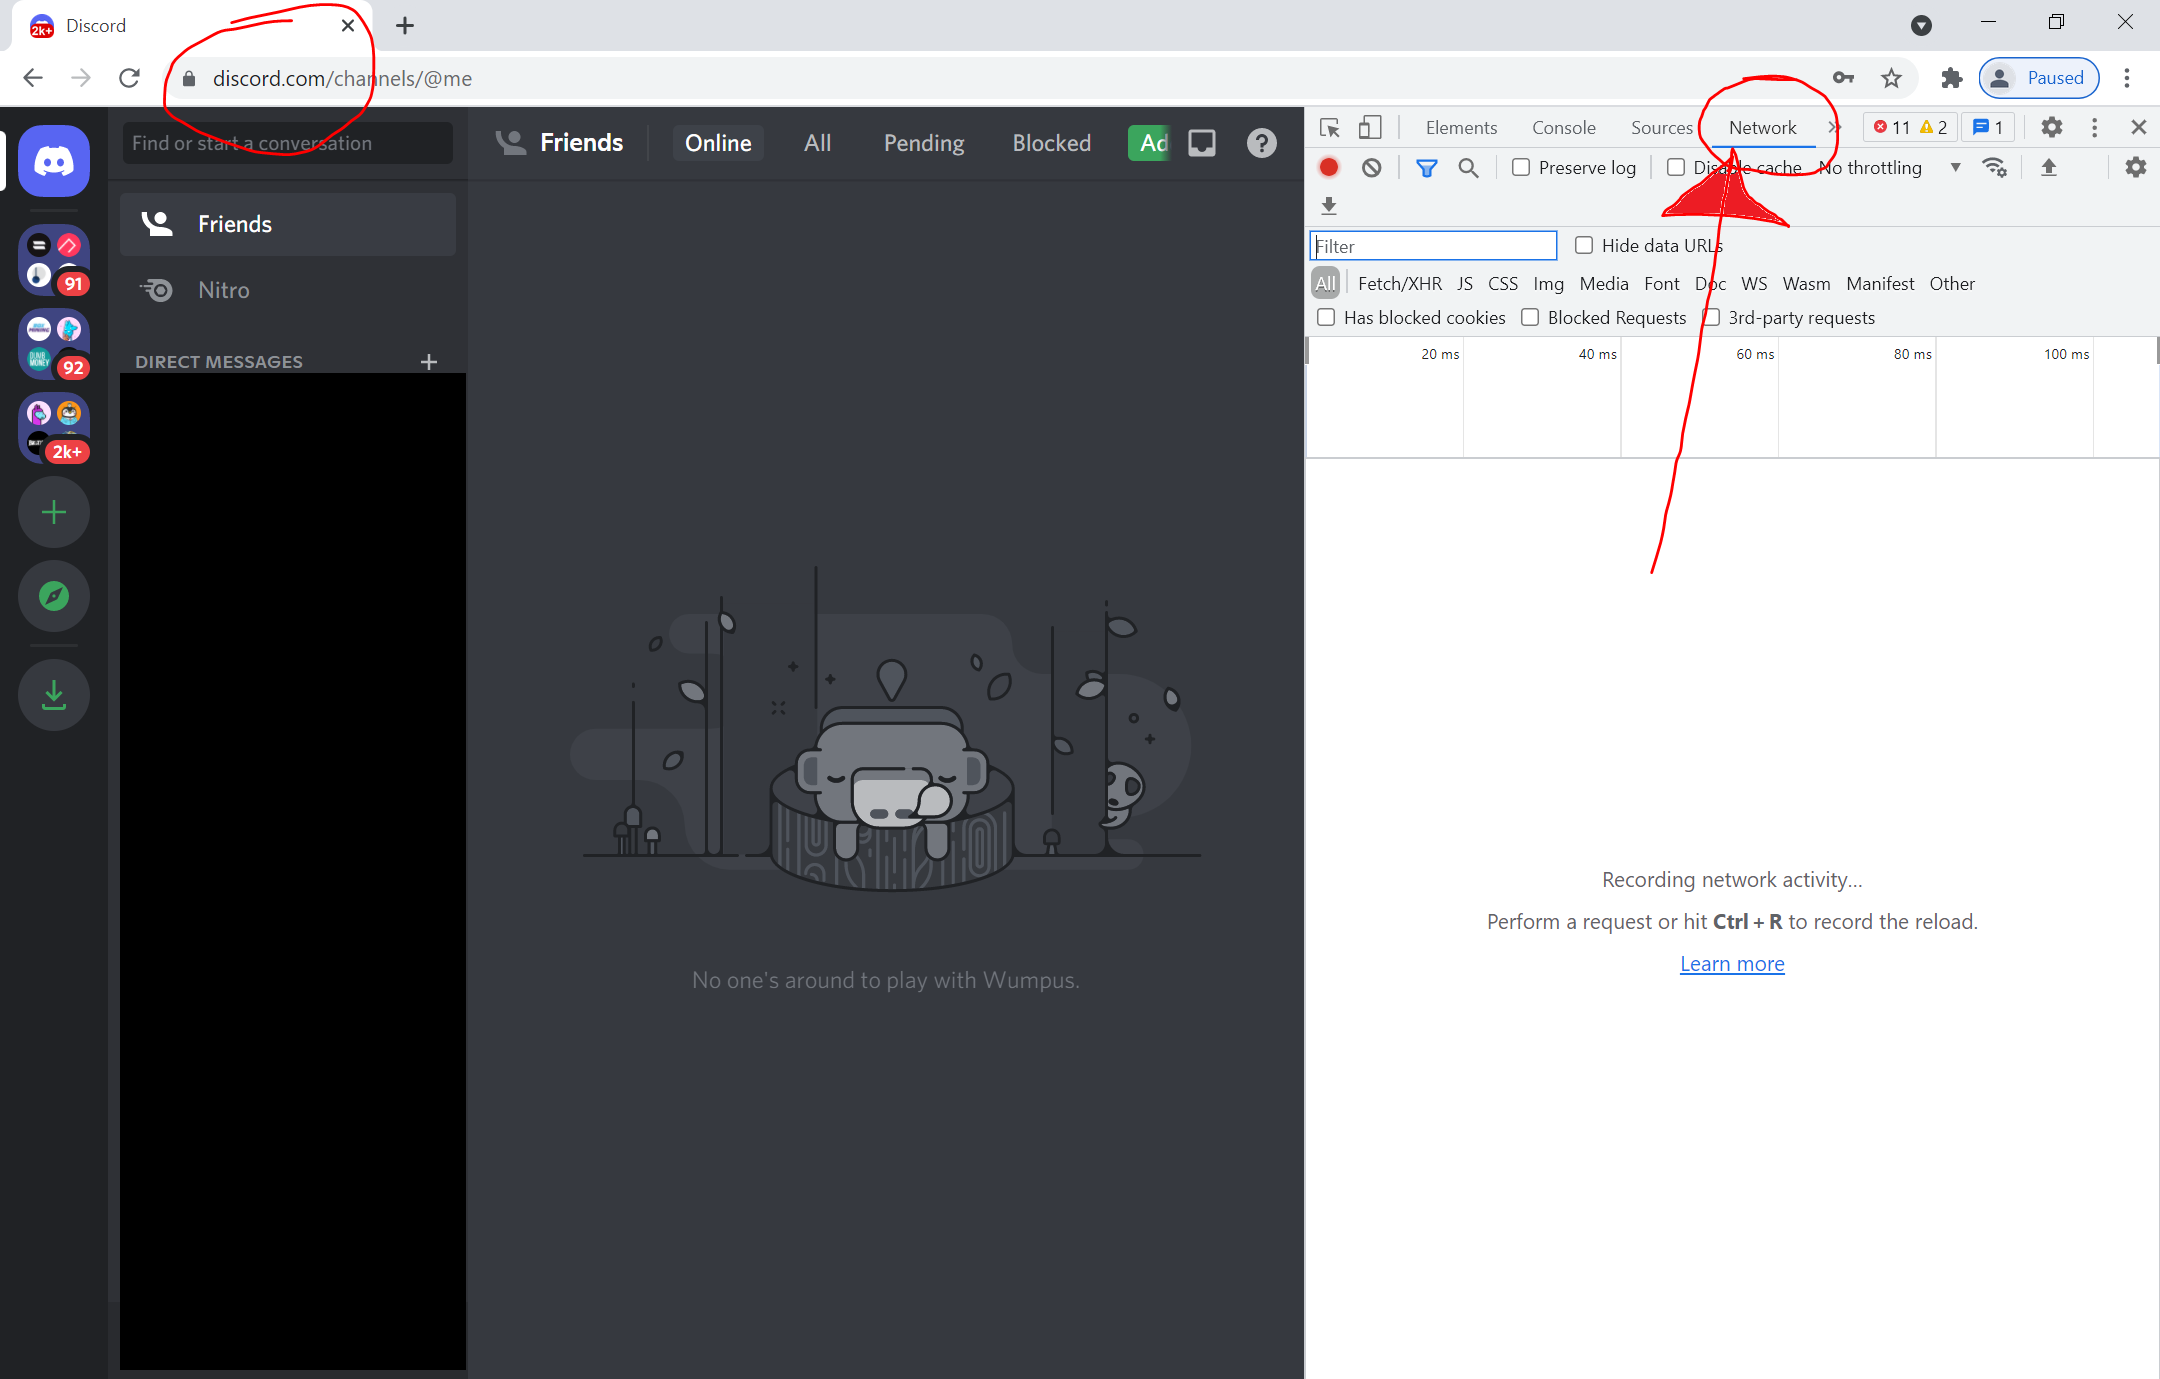 Discord
discord.com/channels/@me
Paused
2k+
Find or start a conversation
Friends
Online
All
Pending
Blocked
Ad
Friends
Nitro
DIRECT MESSAGES
91
92
2k+
DUMB MONEY
No one's around to play with Wumpus.
Elements
Console
Sources
Network
11
2
1
Preserve log
Disable cache
No throttling
Filter
Hide data URLs
All
Fetch/XHR
JS
CSS
Img
Media
Font
Doc
WS
Wasm
Manifest
Other
Has blocked cookies
Blocked Requests
3rd-party requests
20 ms
40 ms
60 ms
80 ms
100 ms
Recording network activity...
Perform a request or hit Ctrl + R to record the reload.
Learn more